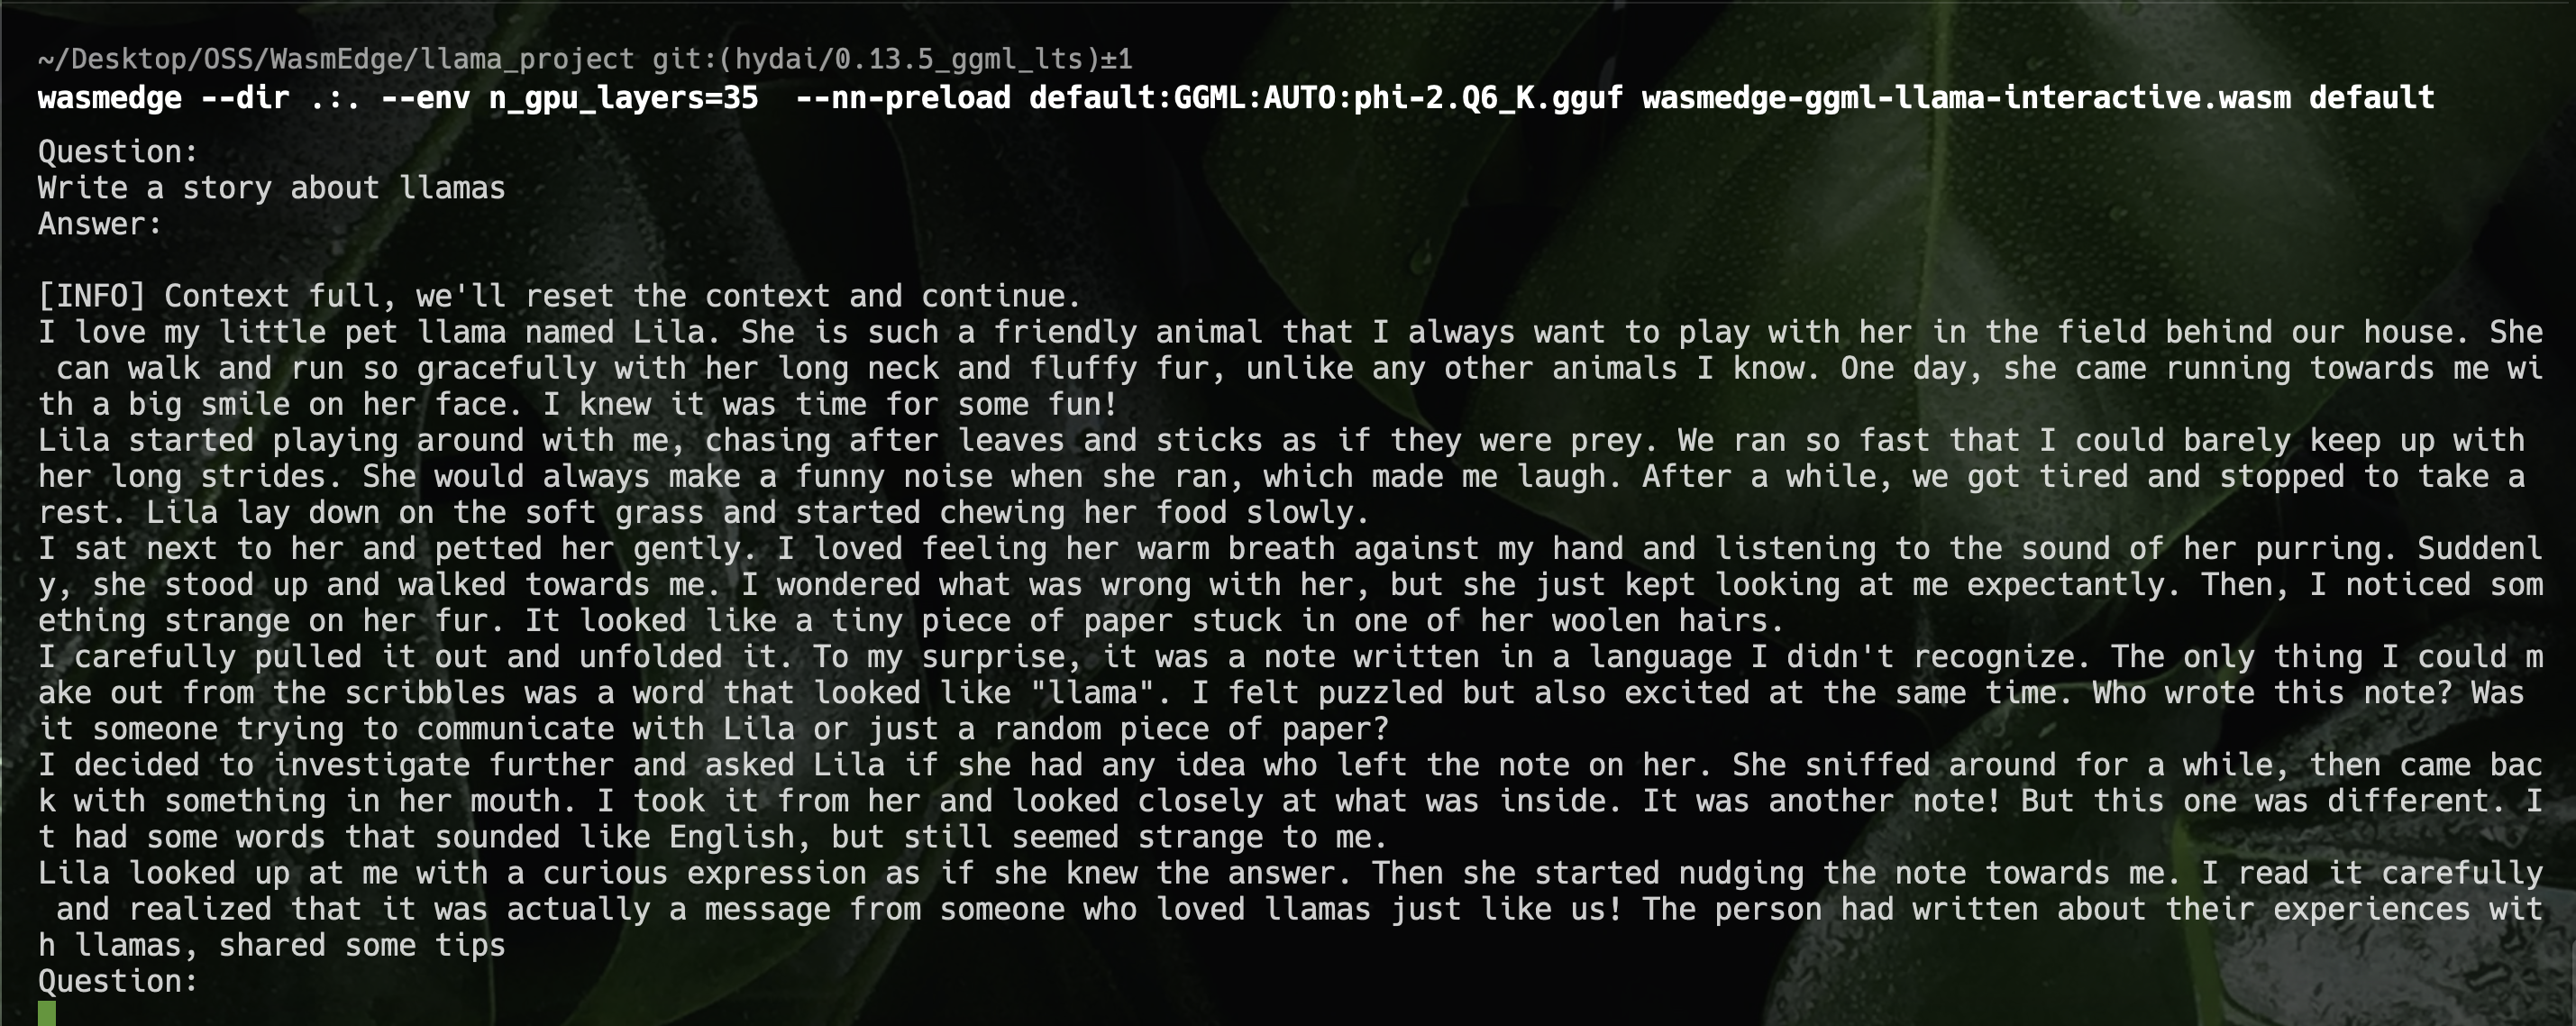 ~/Desktop/OSS/WasmEdge/llama_project git:(hydai/0.13.5_ggml_lts)±1
wasmedge --dir .:. --env n_gpu_layers=35  --nn-preload default:GGML:AUTO:phi-2.Q6_K.gguf wasmedge-ggml-llama-interactive.wasm default
Question:
Write a story about llamas
Answer:
[INFO] Context full, we'll reset the context and continue.
I love my little pet llama named Lila. She is such a friendly animal that I always want to play with her in the field behind our house. She
 can walk and run so gracefully with her long neck and fluffy fur, unlike any other animals I know. One day, she came running towards me wi
th a big smile on her face. I knew it was time for some fun!
Lila started playing around with me, chasing after leaves and sticks as if they were prey. We ran so fast that I could barely keep up with
her long strides. She would always make a funny noise when she ran, which made me laugh. After a while, we got tired and stopped to take a
rest. Lila lay down on the soft grass and started chewing her food slowly.
I sat next to her and petted her gently. I loved feeling her warm breath against my hand and listening to the sound of her purring. Suddenl
y, she stood up and walked towards me. I wondered what was wrong with her, but she just kept looking at me expectantly. Then, I noticed som
ething strange on her fur. It looked like a tiny piece of paper stuck in one of her woolen hairs.
I carefully pulled it out and unfolded it. To my surprise, it was a note written in a language I didn't recognize. The only thing I could m
ake out from the scribbles was a word that looked like "llama". I felt puzzled but also excited at the same time. Who wrote this note? Was
it someone trying to communicate with Lila or just a random piece of paper?
I decided to investigate further and asked Lila if she had any idea who left the note on her. She sniffed around for a while, then came bac
k with something in her mouth. I took it from her and looked closely at what was inside. It was another note! But this one was different. I
t had some words that sounded like English, but still seemed strange to me.
Lila looked up at me with a curious expression as if she knew the answer. Then she started nudging the note towards me. I read it carefully
 and realized that it was actually a message from someone who loved llamas just like us! The person had written about their experiences wit
h llamas, shared some tips
Question: